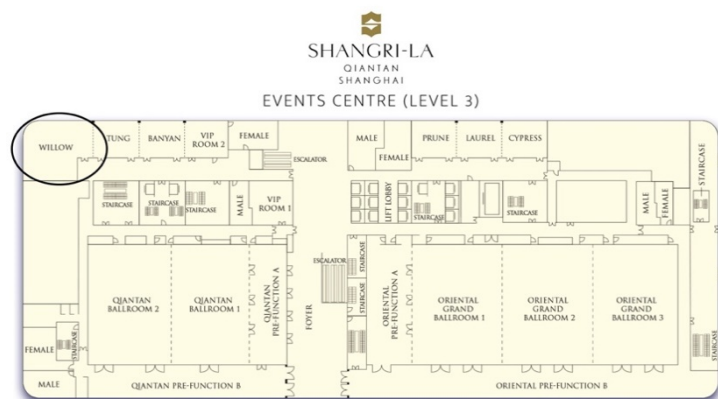 SHANGRI-LA
QIANTAN
SHANGHAI
EVENTS CENTRE (LEVEL 3)
WILLOW
TUNG
BANYAN
VIP
ROOM 2
FEMALE
ESCALATOR
MALE
FEMALE
PRUNE
LAUREL
CYPRESS
STAIRCASE
STAIRCASE
STAIRCASE
STAIRCASE
MALE
VIP
ROOM 1
LIFT LOBBY
STAIRCASE
STAIRCASE
MALE
FEMALE
QIANTAN
BALLROOM 2
QIANTAN
BALLROOM 1
QIANTAN
PRE-FUNCTION A
FOYER
ESCALATOR
STAIRCASE
STAIRCASE
ORIENTAL
PRE-FUNCTION A
ORIENTAL
GRAND
BALLROOM 1
ORIENTAL
GRAND
BALLROOM 2
ORIENTAL
GRAND
BALLROOM 3
FEMALE
STAIRCASE
STAIRCASE
MALE
QIANTAN PRE-FUNCTION B
ORIENTAL PRE-FUNCTION B